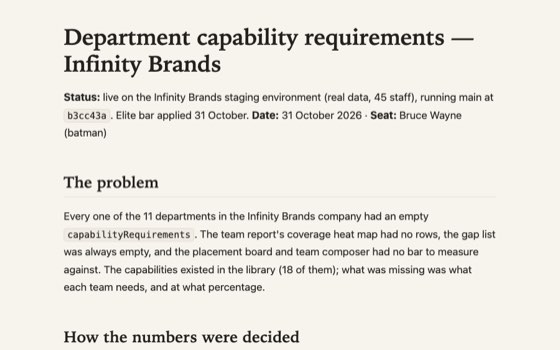 Department capability requirements —
Infinity Brands
Status: live on the Infinity Brands staging environment (real data, 45 staff), running main at
b3cc43a . Elite bar applied 31 October. Date: 31 October 2026 · Seat: Bruce Wayne
(batman)
The problem
Every one of the 11 departments in the Infinity Brands company had an empty
capabilityRequirements . The team report's coverage heat map had no rows, the gap list
was always empty, and the placement board and team composer had no bar to measure
against. The capabilities existed in the library (18 of them); what was missing was what
each team needs, and at what percentage.
How the numbers were decided